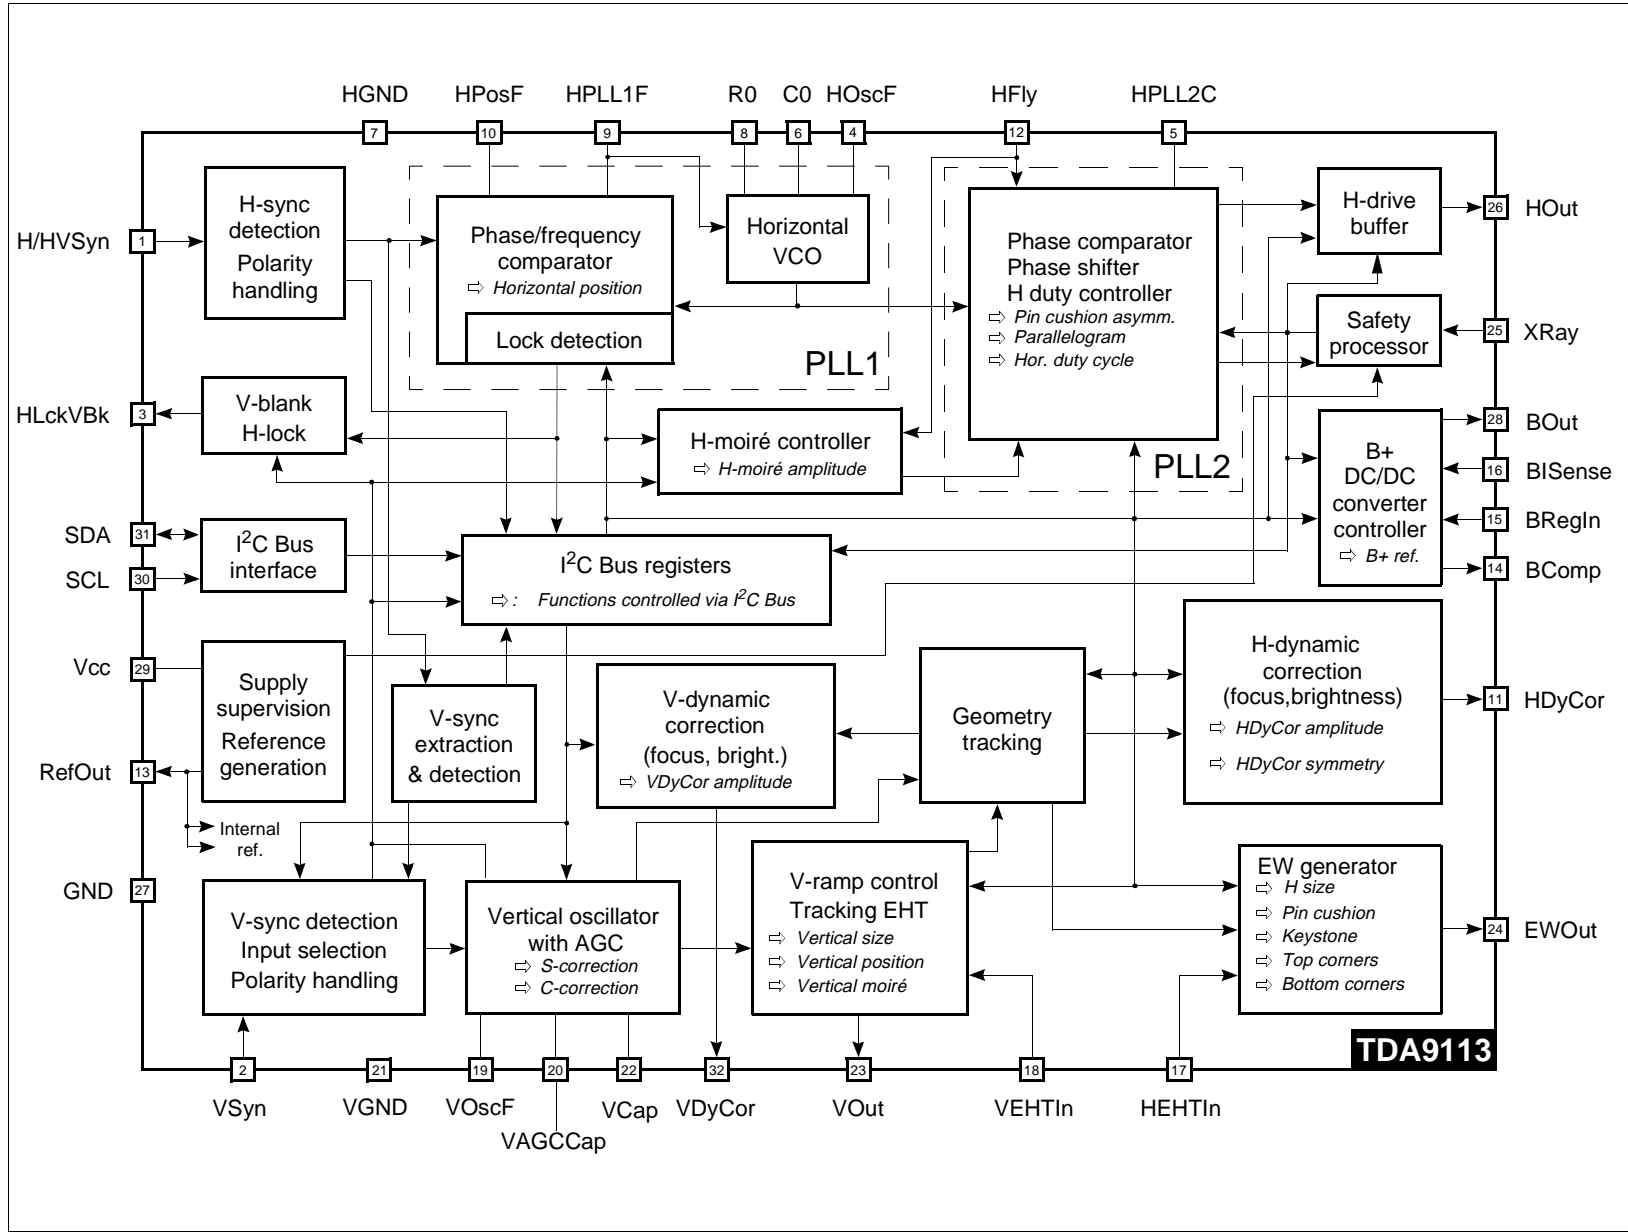 HGND HPosF HPLL1F R0 C0 HOscF HFly HPLL2C
7 10 9 8 6 4 12 5
H/HVSyn
1
H-sync
detection
Polarity
handling
Phase/frequency
comparator
⇨ Horizontal position
Lock detection
Horizontal
VCO
PLL1
Phase comparator
Phase shifter
H duty controller
⇨ Pin cushion asymm.
⇨ Parallelogram
⇨ Hor. duty cycle
PLL2
H-drive
buffer
26
HOut
Safety
processor
25
XRay
HLckVBk
3
V-blank
H-lock
H-moiré controller
⇨ H-moiré amplitude
B+
DC/DC
converter
controller
⇨ B+ ref.
28
BOut
16
BISense
15
BRegIn
14
BComp
SDA
31
SCL
30
I2C Bus
interface
I2C Bus registers
⇨ : Functions controlled via I2C Bus
Vcc
29
RefOut
13
Supply
supervision
Reference
generation
Internal
ref.
V-sync
extraction
& detection
V-dynamic
correction
(focus, bright.)
⇨ VDyCor amplitude
Geometry
tracking
H-dynamic
correction
(focus,brightness)
⇨ HDyCor amplitude
⇨ HDyCor symmetry
11
HDyCor
GND
27
V-sync detection
Input selection
Polarity handling
Vertical oscillator
with AGC
⇨ S-correction
⇨ C-correction
V-ramp control
Tracking EHT
⇨ Vertical size
⇨ Vertical position
⇨ Vertical moiré
EW generator
⇨ H size
⇨ Pin cushion
⇨ Keystone
⇨ Top corners
⇨ Bottom corners
24
EWOut
TDA9113
2 21 19 20 22 32 23 18 17
VSyn VGND VOscF VCap VDyCor VOut VEHTIn HEHTIn
VAGCCap